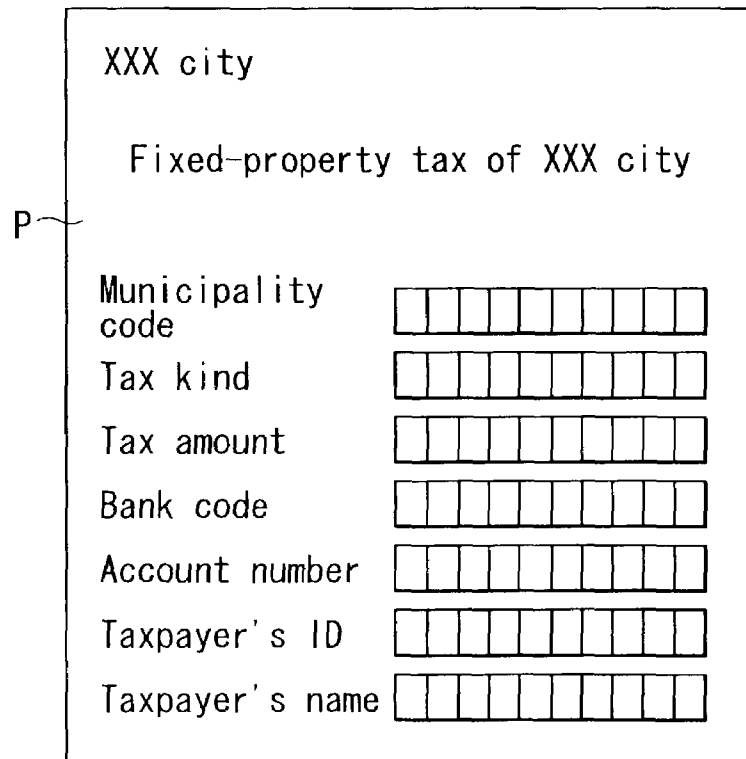 XXX city
Fixed-property tax of XXX city
P
Municipality
code
Tax kind
Tax amount
Bank code
Account number
Taxpayer's ID
Taxpayer's name